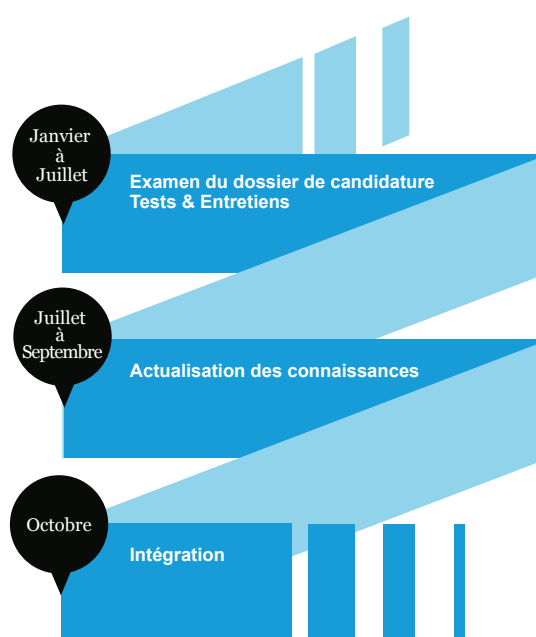 Janvier
à
Juillet
Examen du dossier de candidature
Tests & Entretiens
Juillet
à
Septembre
Actualisation des connaissances
Octobre
Intégration